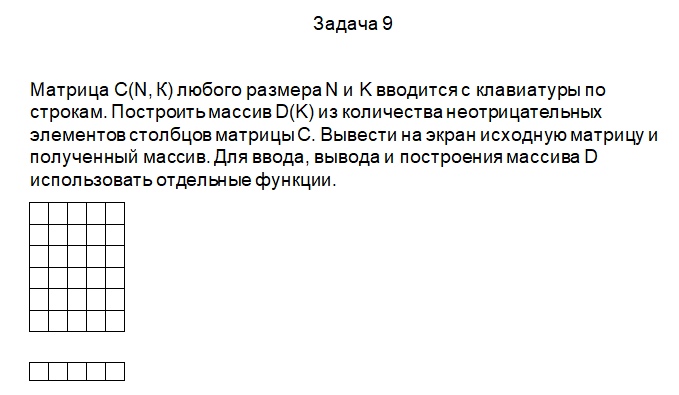 Задача 9
Матрица C(N, K) любого размера N и K вводится с клавиатуры по
строкам. Построить массив D(K) из количества неотрицательных
элементов столбцов матрицы C. Вывести на экран исходную матрицу и
полученный массив. Для ввода, вывода и построения массива D
использовать отдельные функции.